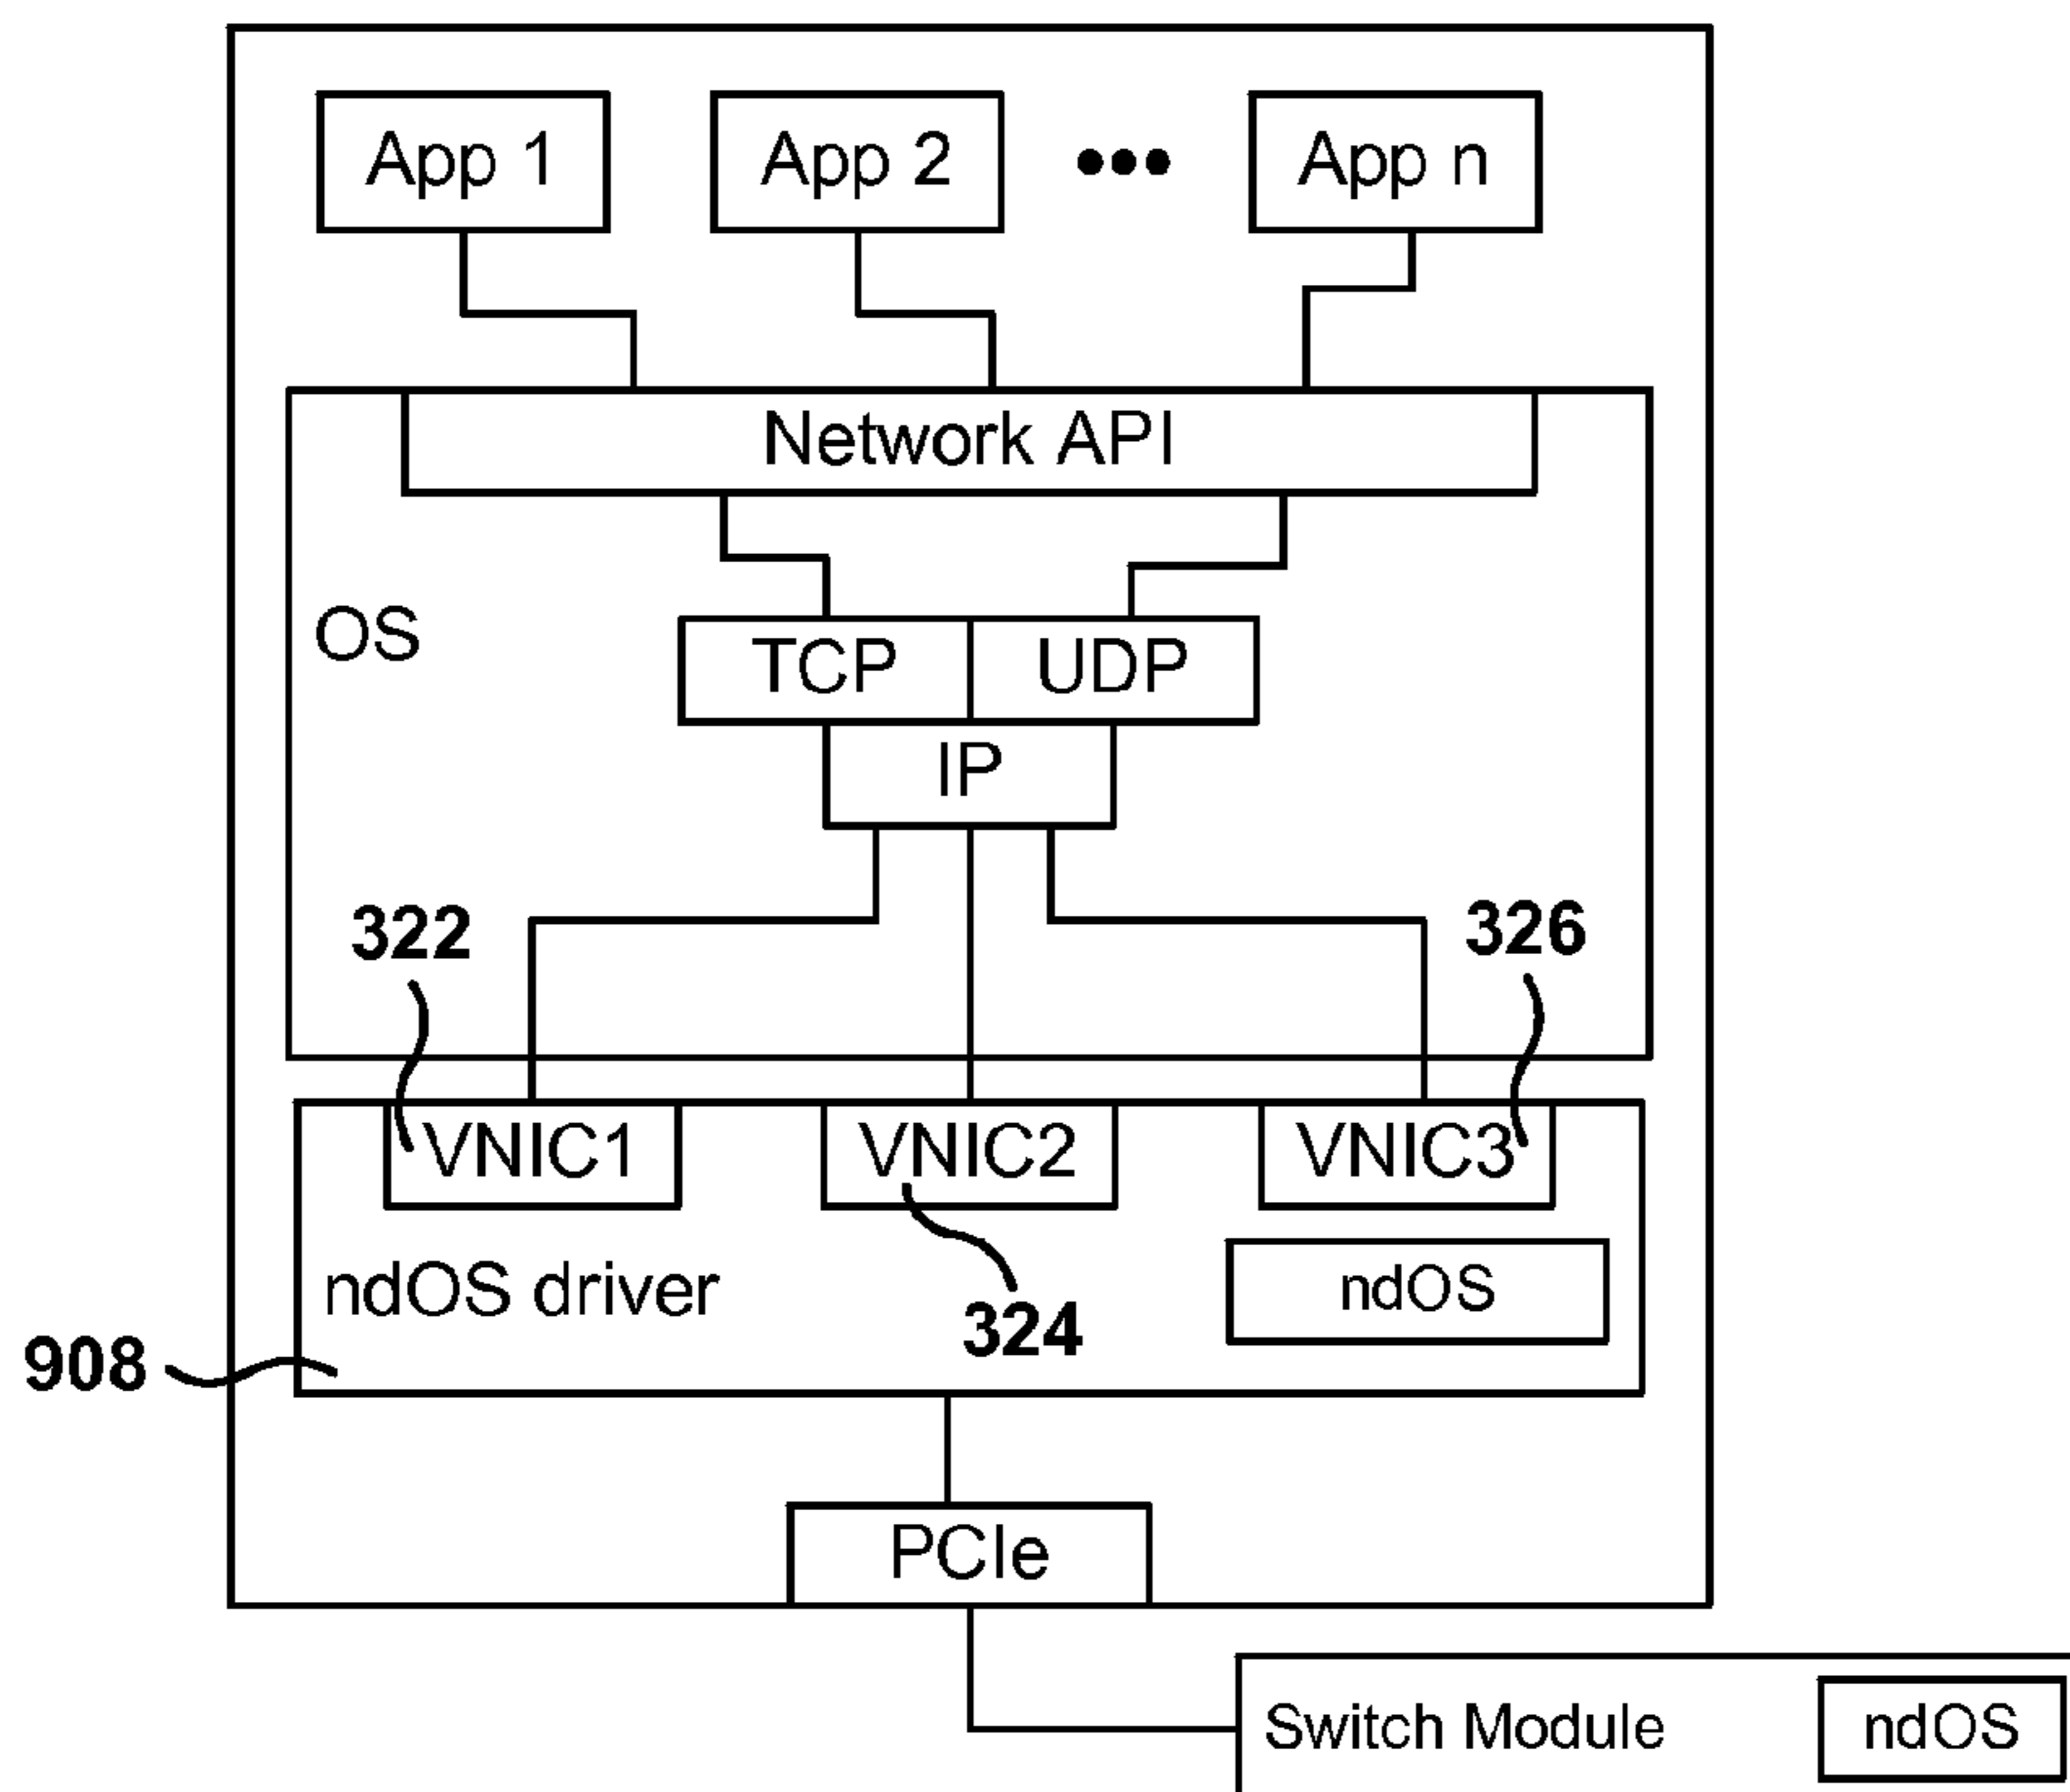 App 1
App 2
•••
App n
Network API
OS
TCP
UDP
IP
322
326
VNIC1
VNIC2
VNIC3
ndOS driver
ndOS
324
908
PCIe
Switch Module
ndOS